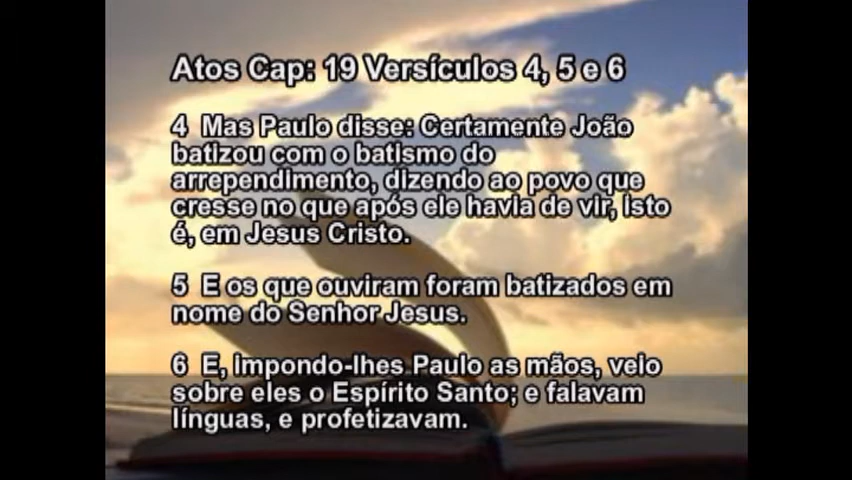 Atos Cap: 19 Versículos 4, 5 e 6
4 Mas Paulo disse: Certamente João
batizou com o batismo do
arrependimento, dizendo ao povo que
cresse no que após ele havia de vir, isto
é, em Jesus Cristo.
5 E os que ouviram foram batizados em
nome do Senhor Jesus.
6 E, impondo-lhes Paulo as mãos, veio
sobre eles o Espírito Santo; e falavam
línguas, e profetizavam.